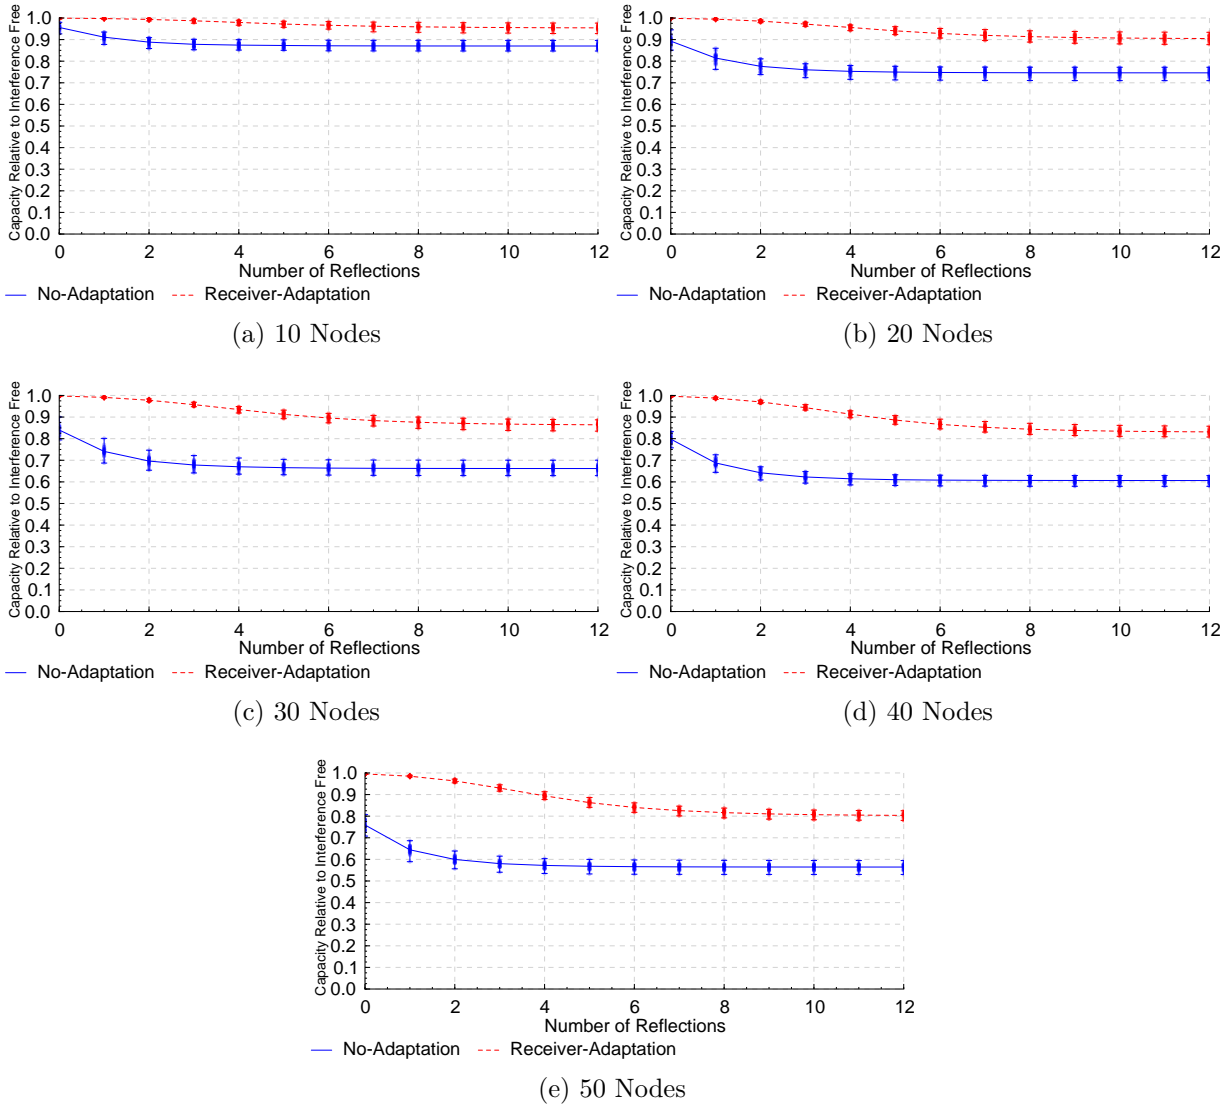 Capacity Relative to Interference Free
1.0
0.9
0.8
0.7
0.6
0.5
0.4
0.3
0.2
0.1
0.0
0 2 4 6 8 10 12
Number of Reflections
No-Adaptation Receiver-Adaptation
(a) 10 Nodes
Capacity Relative to Interference Free
1.0
0.9
0.8
0.7
0.6
0.5
0.4
0.3
0.2
0.1
0.0
0 2 4 6 8 10 12
Number of Reflections
No-Adaptation Receiver-Adaptation
(b) 20 Nodes
Capacity Relative to Interference Free
1.0
0.9
0.8
0.7
0.6
0.5
0.4
0.3
0.2
0.1
0.0
0 2 4 6 8 10 12
Number of Reflections
No-Adaptation Receiver-Adaptation
(c) 30 Nodes
Capacity Relative to Interference Free
1.0
0.9
0.8
0.7
0.6
0.5
0.4
0.3
0.2
0.1
0.0
0 2 4 6 8 10 12
Number of Reflections
No-Adaptation Receiver-Adaptation
(d) 40 Nodes
Capacity Relative to Interference Free
1.0
0.9
0.8
0.7
0.6
0.5
0.4
0.3
0.2
0.1
0.0
0 2 4 6 8 10 12
Number of Reflections
No-Adaptation Receiver-Adaptation
(e) 50 Nodes